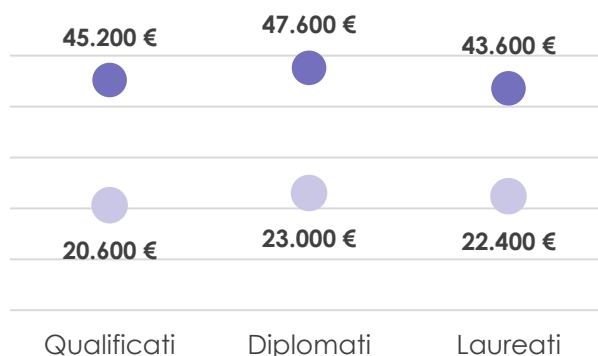 45.200 €
47.600 €
43.600 €
20.600 €
23.000 €
22.400 €
Qualificati
Diplomati
Laureati